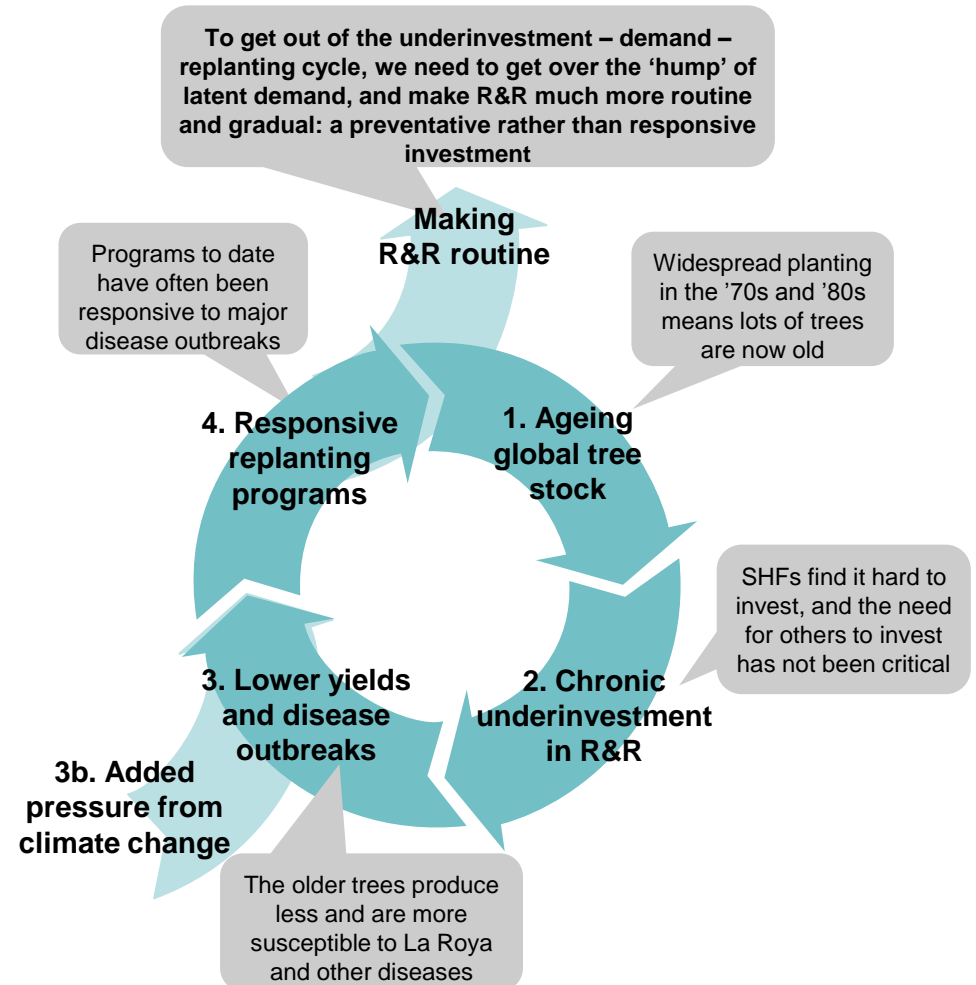 To get out of the underinvestment – demand –
replanting cycle, we need to get over the ‘hump’ of
latent demand, and make R&R much more routine
and gradual: a preventative rather than responsive
investment
Making
R&R routine
Programs to date
have often been
responsive to major
disease outbreaks
Widespread planting
in the ’70s and ’80s
means lots of trees
are now old
4. Responsive
replanting
programs
1. Ageing
global tree
stock
SHFs find it hard to
invest, and the need
for others to invest
has not been critical
3. Lower yields
and disease
outbreaks
2. Chronic
underinvestment
in R&R
3b. Added
pressure from
climate change
The older trees produce
less and are more
susceptible to La Roya
and other diseases